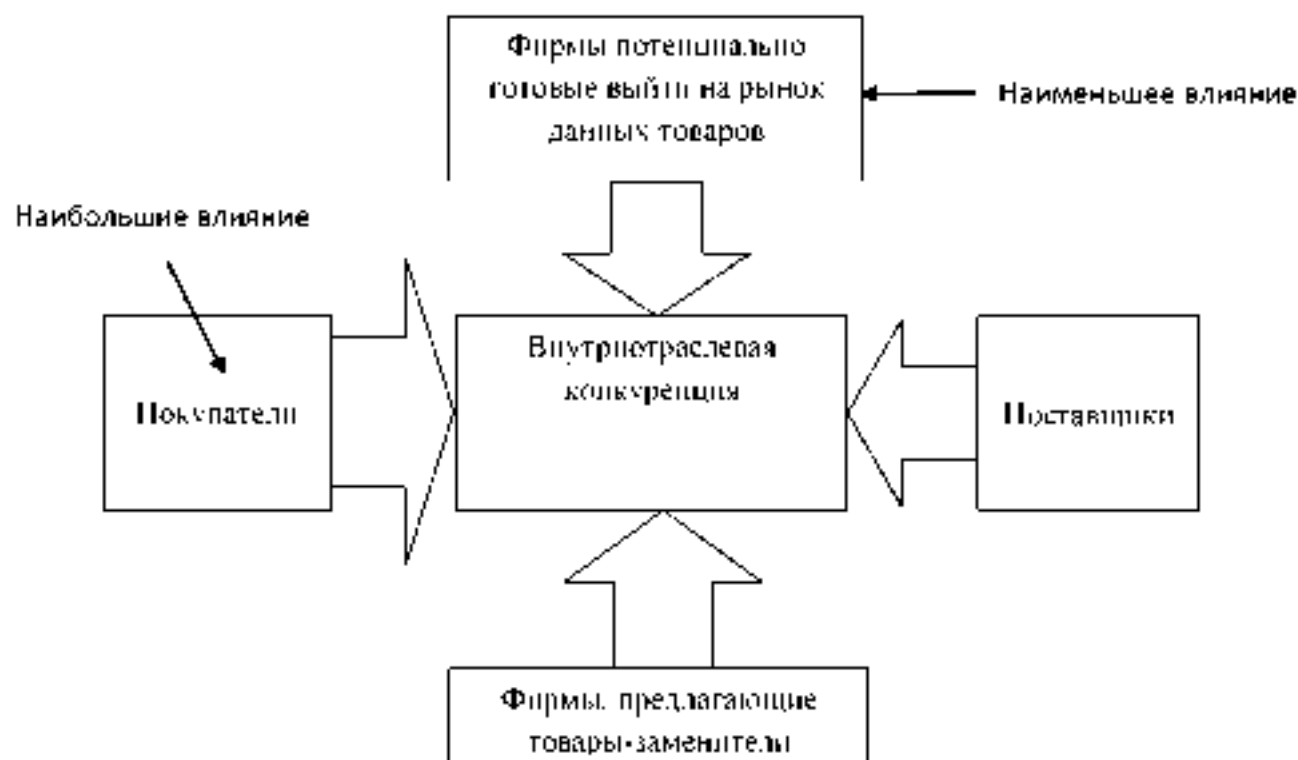 Фирмы потенциально
готовые выйти на рынок
данных товаров
Наименьшее влияние
Наибольшие влияние
Покупатели
Внутриотраслевая
конкуренция
Поставщики
Фирмы, предлагающие
товары-заменители